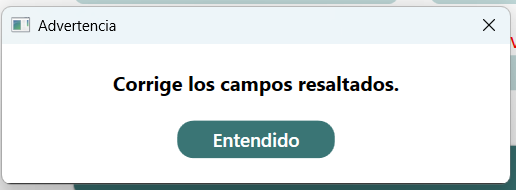 Advertencia
Corrige los campos resaltados.
Entendido